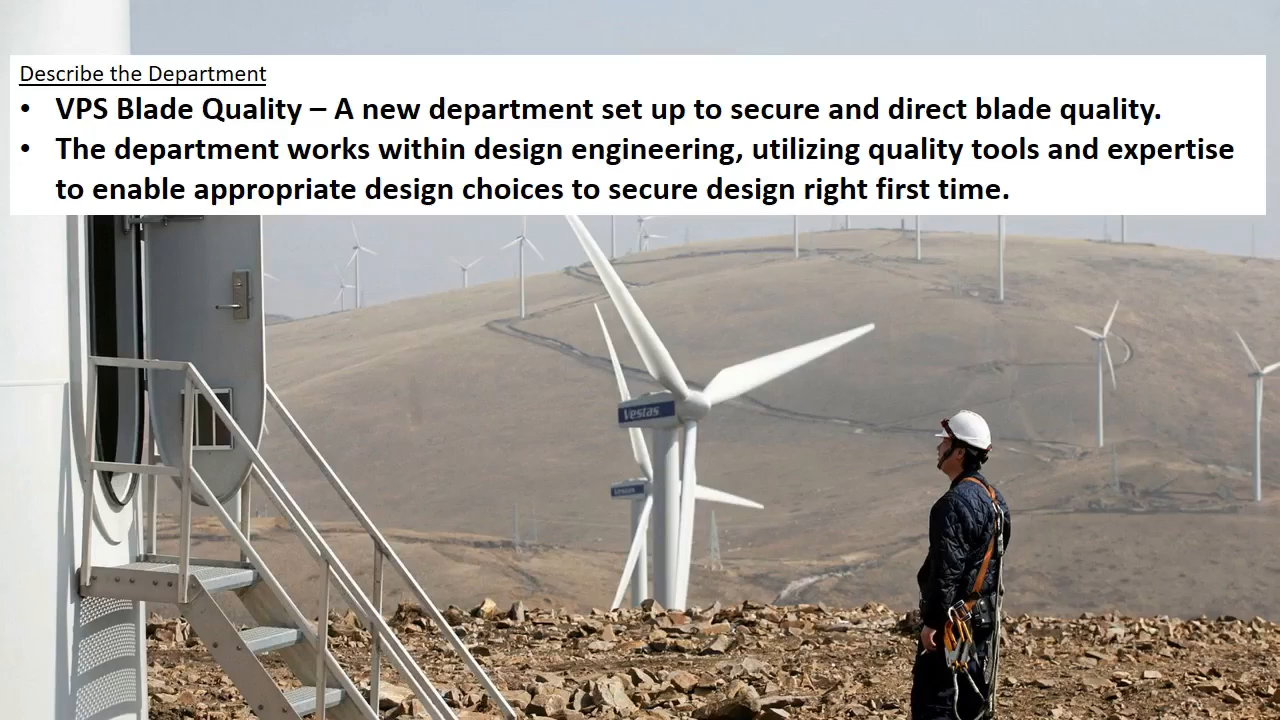 Describe the Department
• VPS Blade Quality – A new department set up to secure and direct blade quality.
• The department works within design engineering, utilizing quality tools and expertise
to enable appropriate design choices to secure design right first time.
Vestas
Vestas